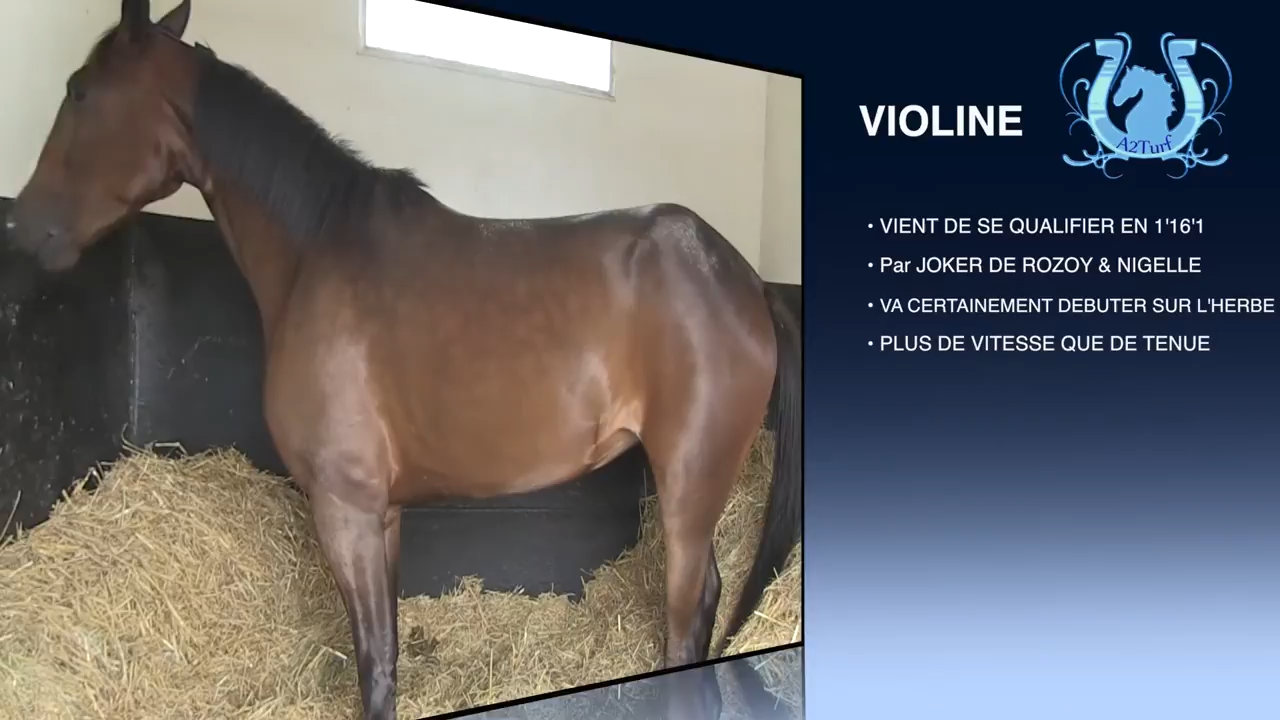 VIOLINE
A2Turf
• VIENT DE SE QUALIFIER EN 1'16'1
• Par JOKER DE ROZOY & NIGELLE
• VA CERTAINEMENT DEBUTER SUR L'HERBE
• PLUS DE VITESSE QUE DE TENUE